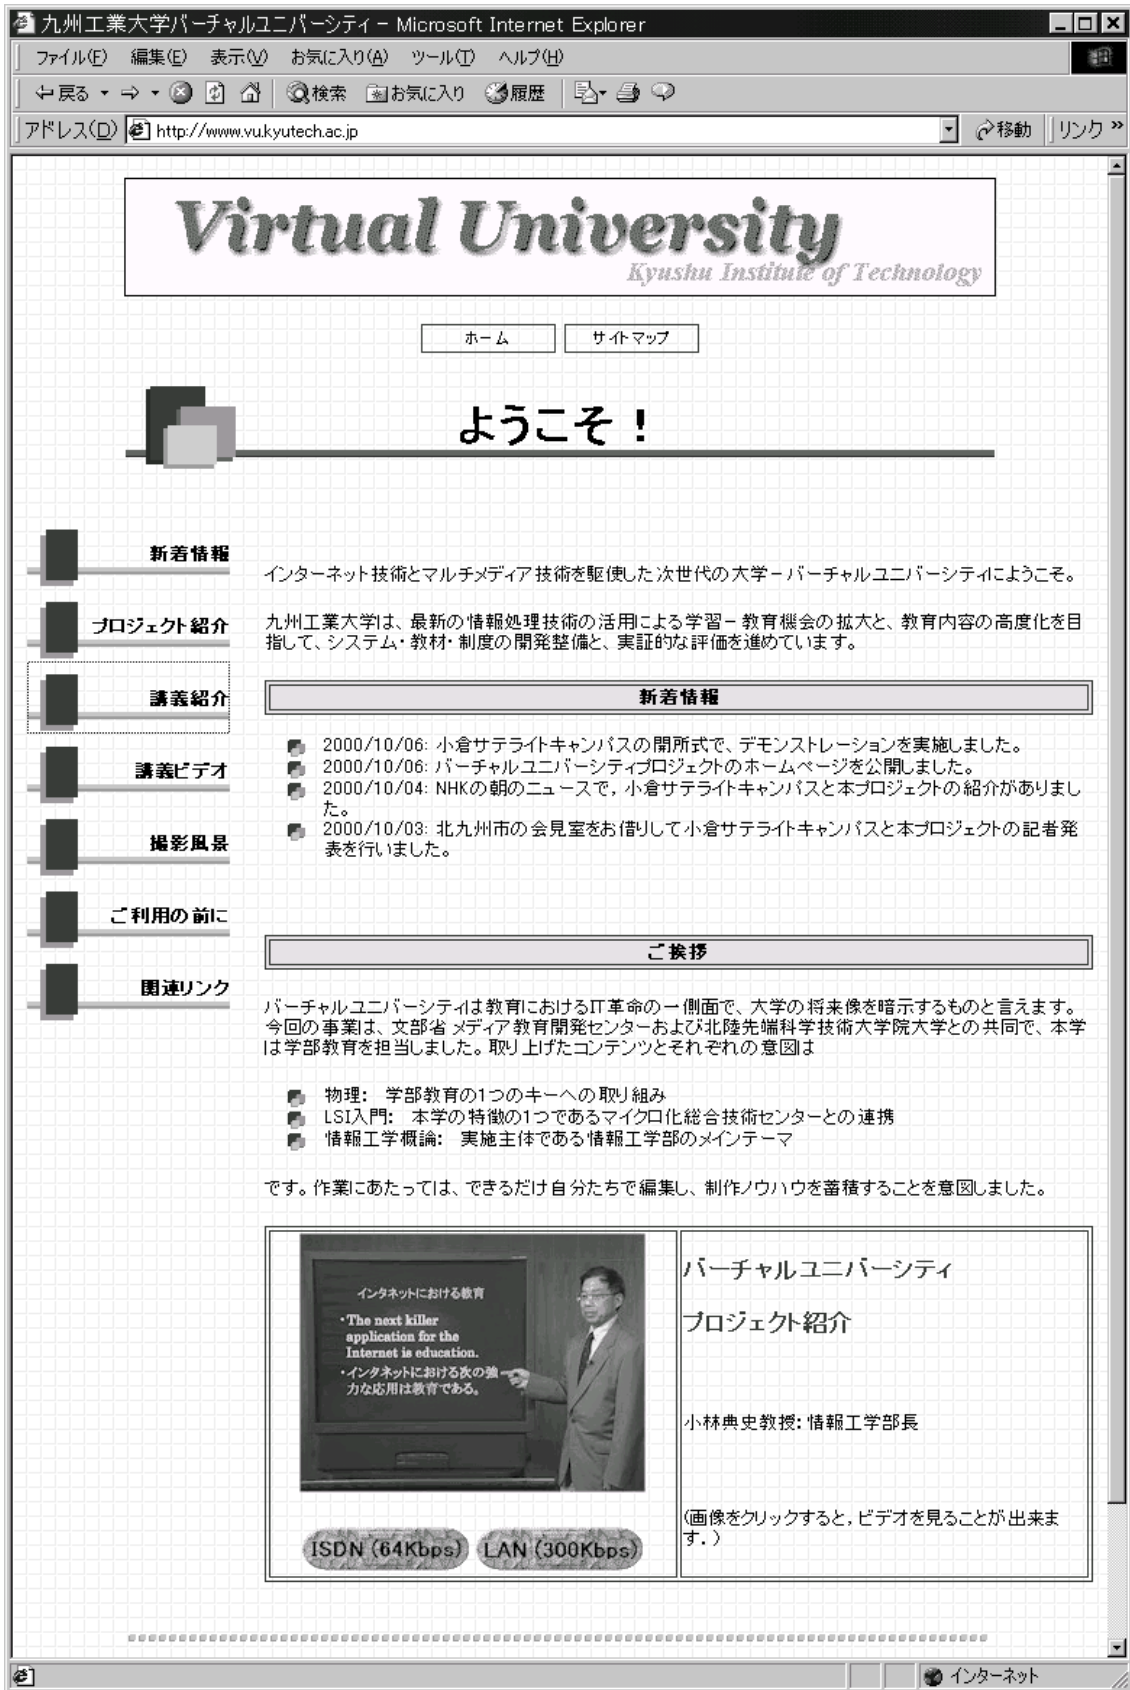 九州工業大学バーチャルユニバーシティ - Microsoft Internet Explorer
ファイル(F) 編集(E) 表示(V) お気に入り(A) ツール(T) ヘルプ(H)
戻る 検索 お気に入り 履歴
アドレス(D) http://www.vu.kyutech.ac.jp 移動 リンク »
Virtual University
Kyushu Institute of Technology
ホーム サイトマップ
ようこそ！
新着情報
プロジェクト紹介
講義紹介
講義ビデオ
撮影風景
ご利用の前に
関連リンク
インターネット技術とマルチメディア技術を駆使した次世代の大学－バーチャルユニバーシティにようこそ。
九州工業大学は、最新の情報処理技術の活用による学習－教育機会の拡大と、教育内容の高度化を目
指して、システム・教材・制度の開発整備と、実証的な評価を進めています。
新着情報
2000/10/06: 小倉サテライトキャンパスの開所式で、デモンストレーションを実施しました。
2000/10/06: バーチャルユニバーシティプロジェクトのホームページを公開しました。
2000/10/04: NHKの朝のニュースで，小倉サテライトキャンパスと本プロジェクトの紹介がありまし
た。
2000/10/03: 北九州市の会見室をお借りして小倉サテライトキャンパスと本プロジェクトの記者発
表を行いました。
ご挨拶
バーチャルユニバーシティは教育におけるIT革命の一側面で、大学の将来像を暗示するものと言えます。
今回の事業は、文部省メディア教育開発センターおよび北陸先端科学技術大学院大学との共同で、本学
は学部教育を担当しました。取り上げたコンテンツとそれぞれの意図は
物理： 学部教育の1つのキーへの取り組み
LSI入門： 本学の特徴の1つであるマイクロ化総合技術センターとの連携
情報工学概論： 実施主体である情報工学部のメインテーマ
です。作業にあたっては、できるだけ自分たちで編集し、制作ノウハウを蓄積することを意図しました。
インタネットにおける教育
・The next killer
application for the
Internet is education.
・インタネットにおける次の強
力な応用は教育である。
ISDN (64Kbps) LAN (300Kbps)
バーチャルユニバーシティ
プロジェクト紹介
小林典史教授：情報工学部長
(画像をクリックすると，ビデオを見ることが出来ま
す．)
インターネット